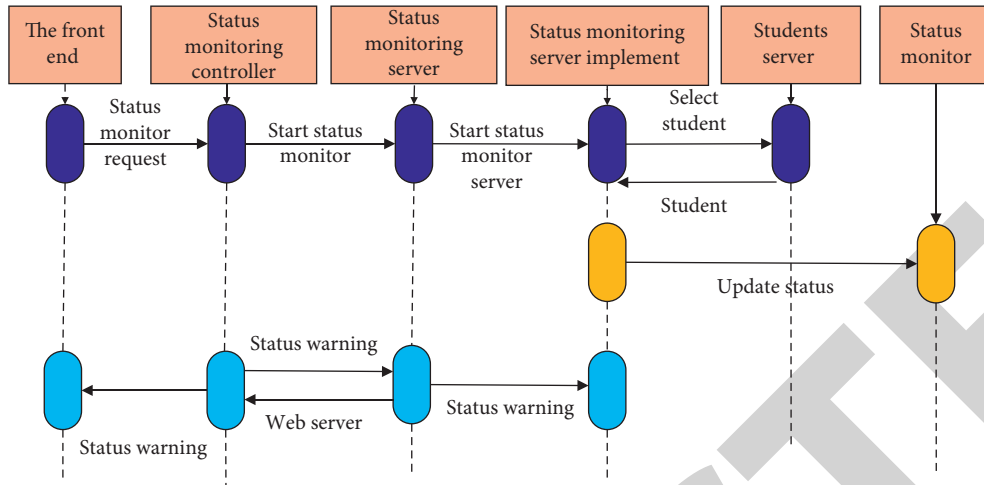 The front
end
Status
monitoring
controller
Status
monitoring
server
Status monitoring
server implement
Students
server
Status
monitor
Status
monitor
request
Start status
monitor
Start status
monitor
server
Select
student
Student
Update status
Status warning
Web server
Status warning
Status warning